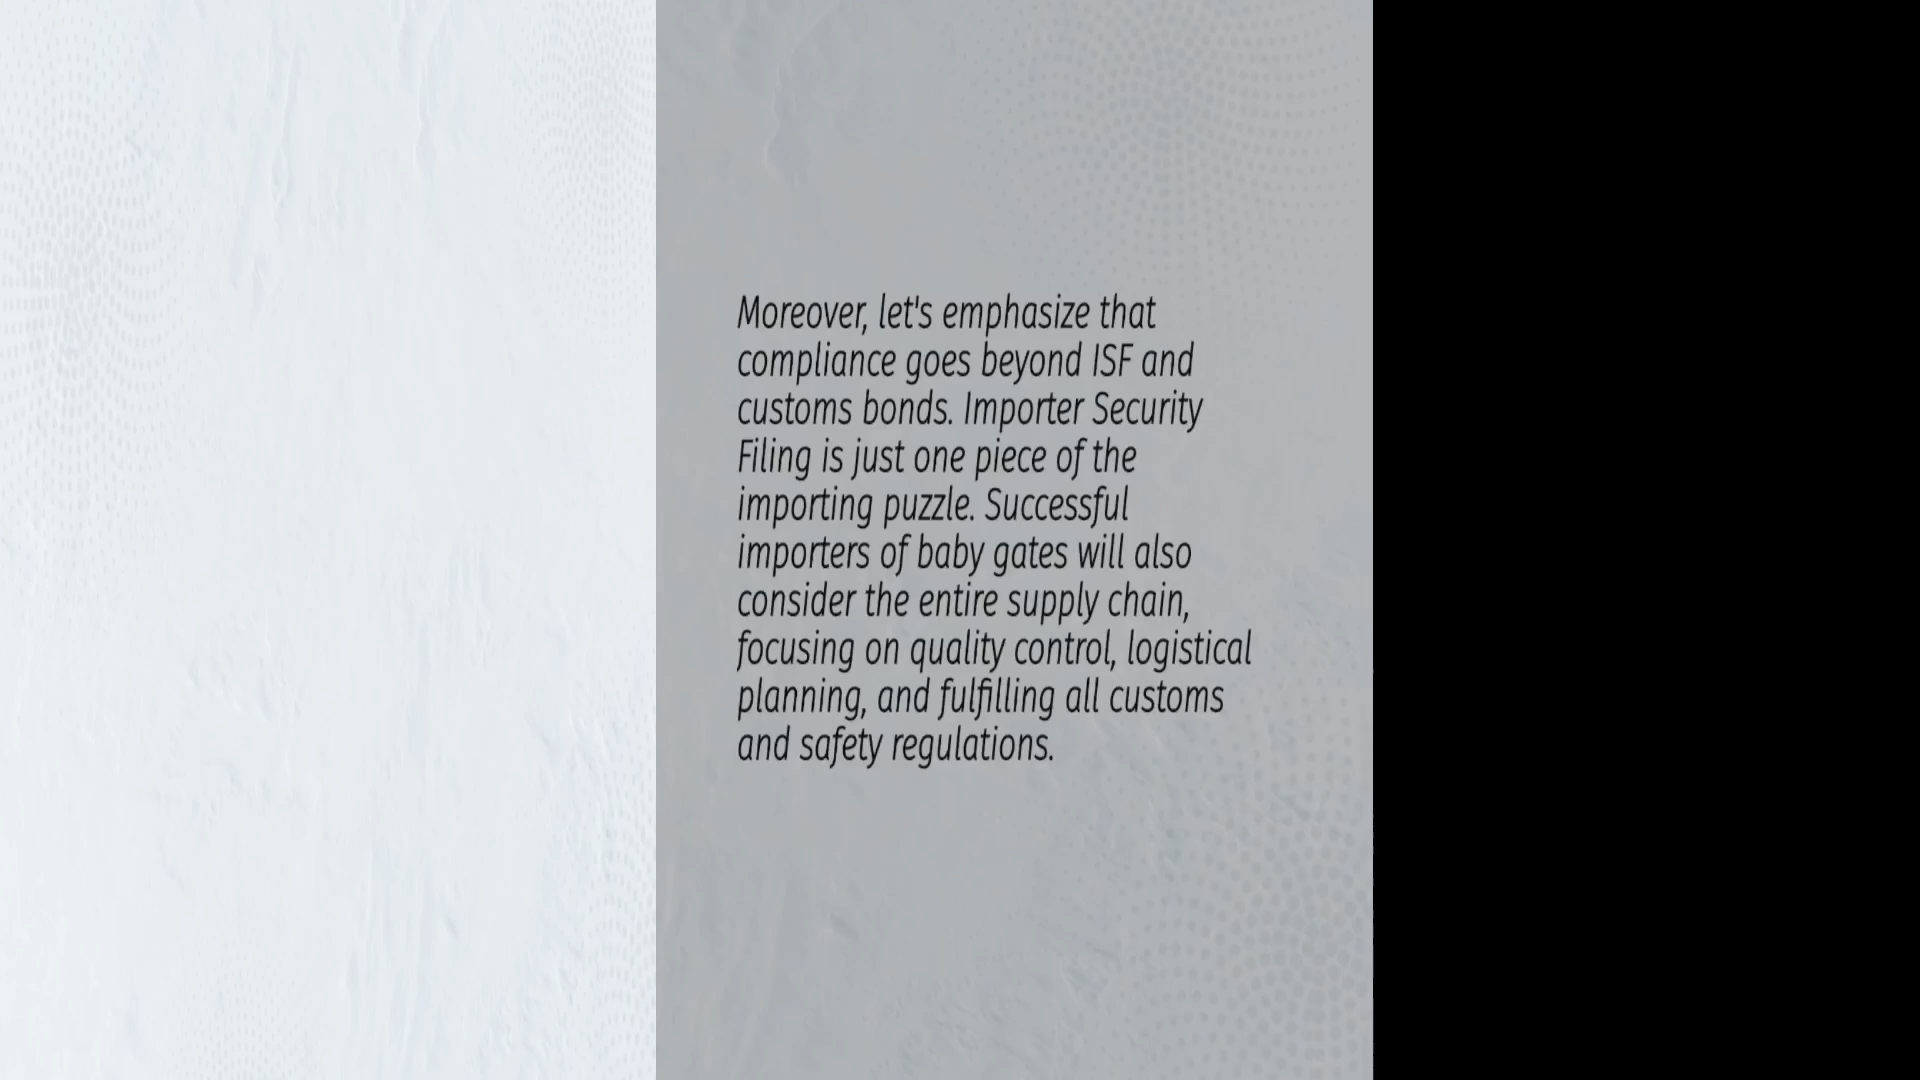 Moreover, let's emphasize that
compliance goes beyond ISF and
customs bonds. Importer Security
Filing is just one piece of the
importing puzzle. Successful
importers of baby gates will also
consider the entire supply chain,
focusing on quality control, logistical
planning, and fulfilling all customs
and safety regulations.